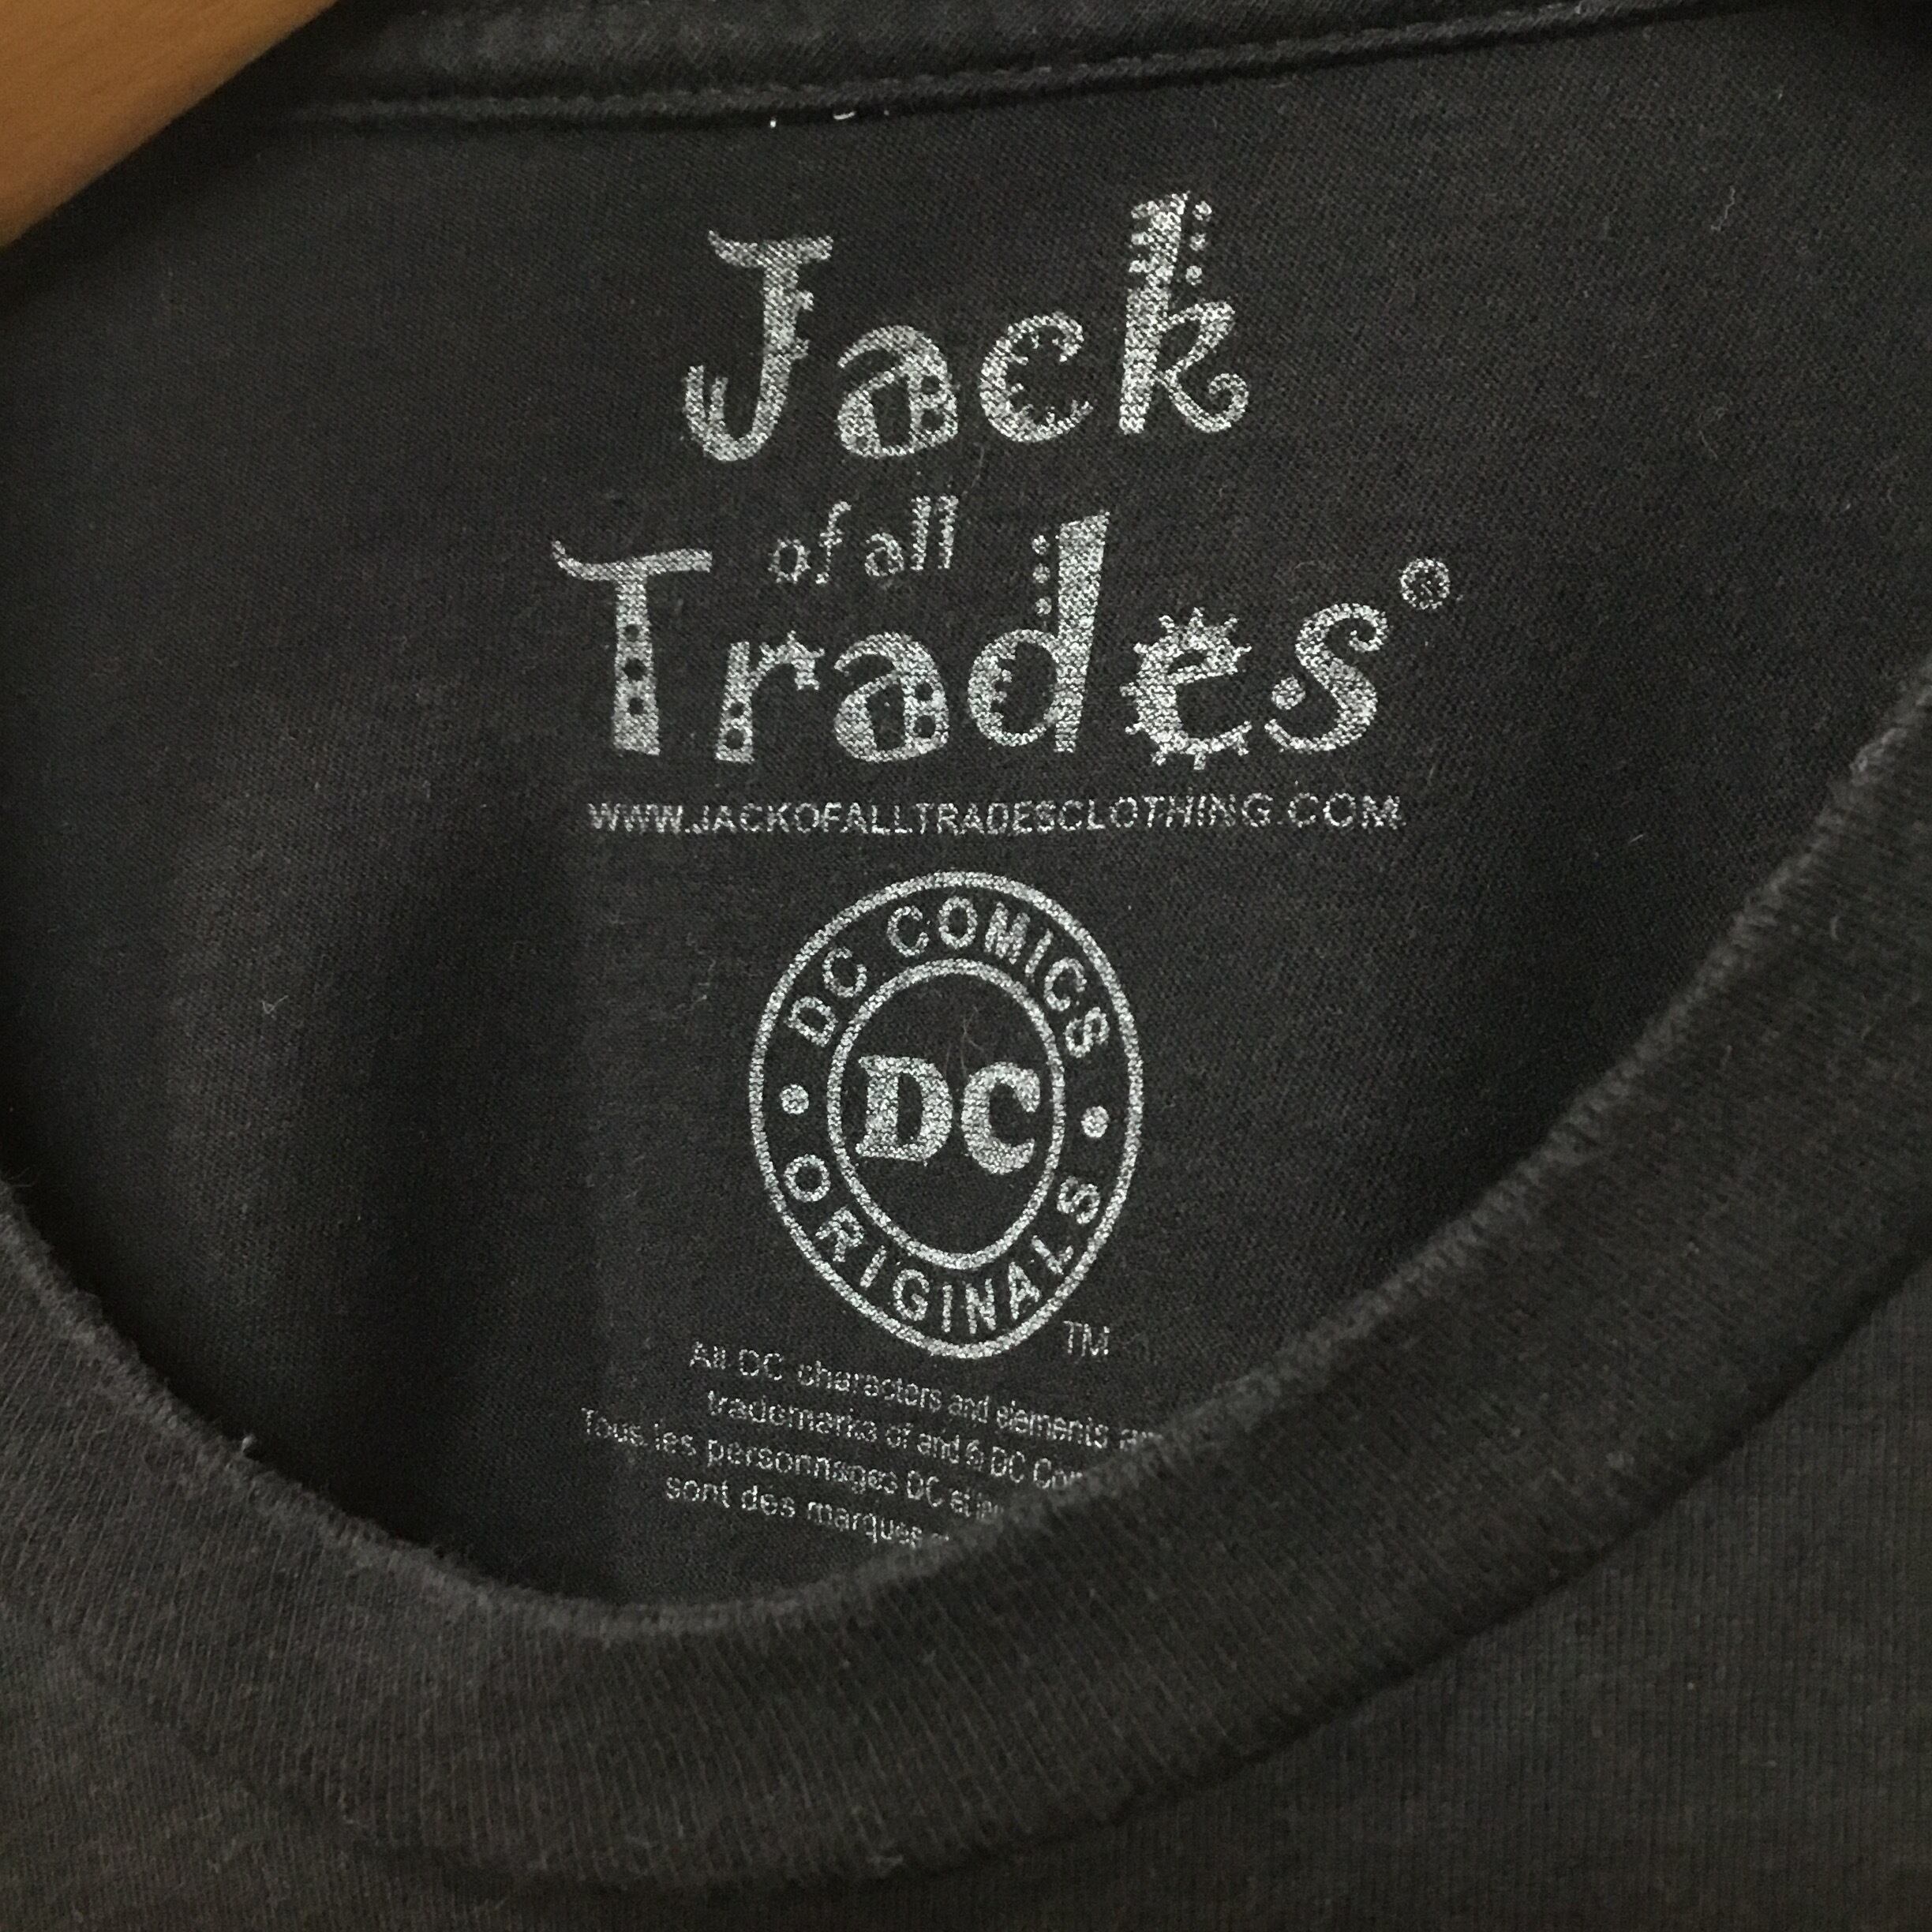 Jack
of all
Trades®
WWW.JACKOFALLTRADESCLOTHING.COM
DC COMICS
DC
ORIGINALS
TM
All DC characters and elements
trademarks of and © DC
Tous les personnages DC et
sont des marques